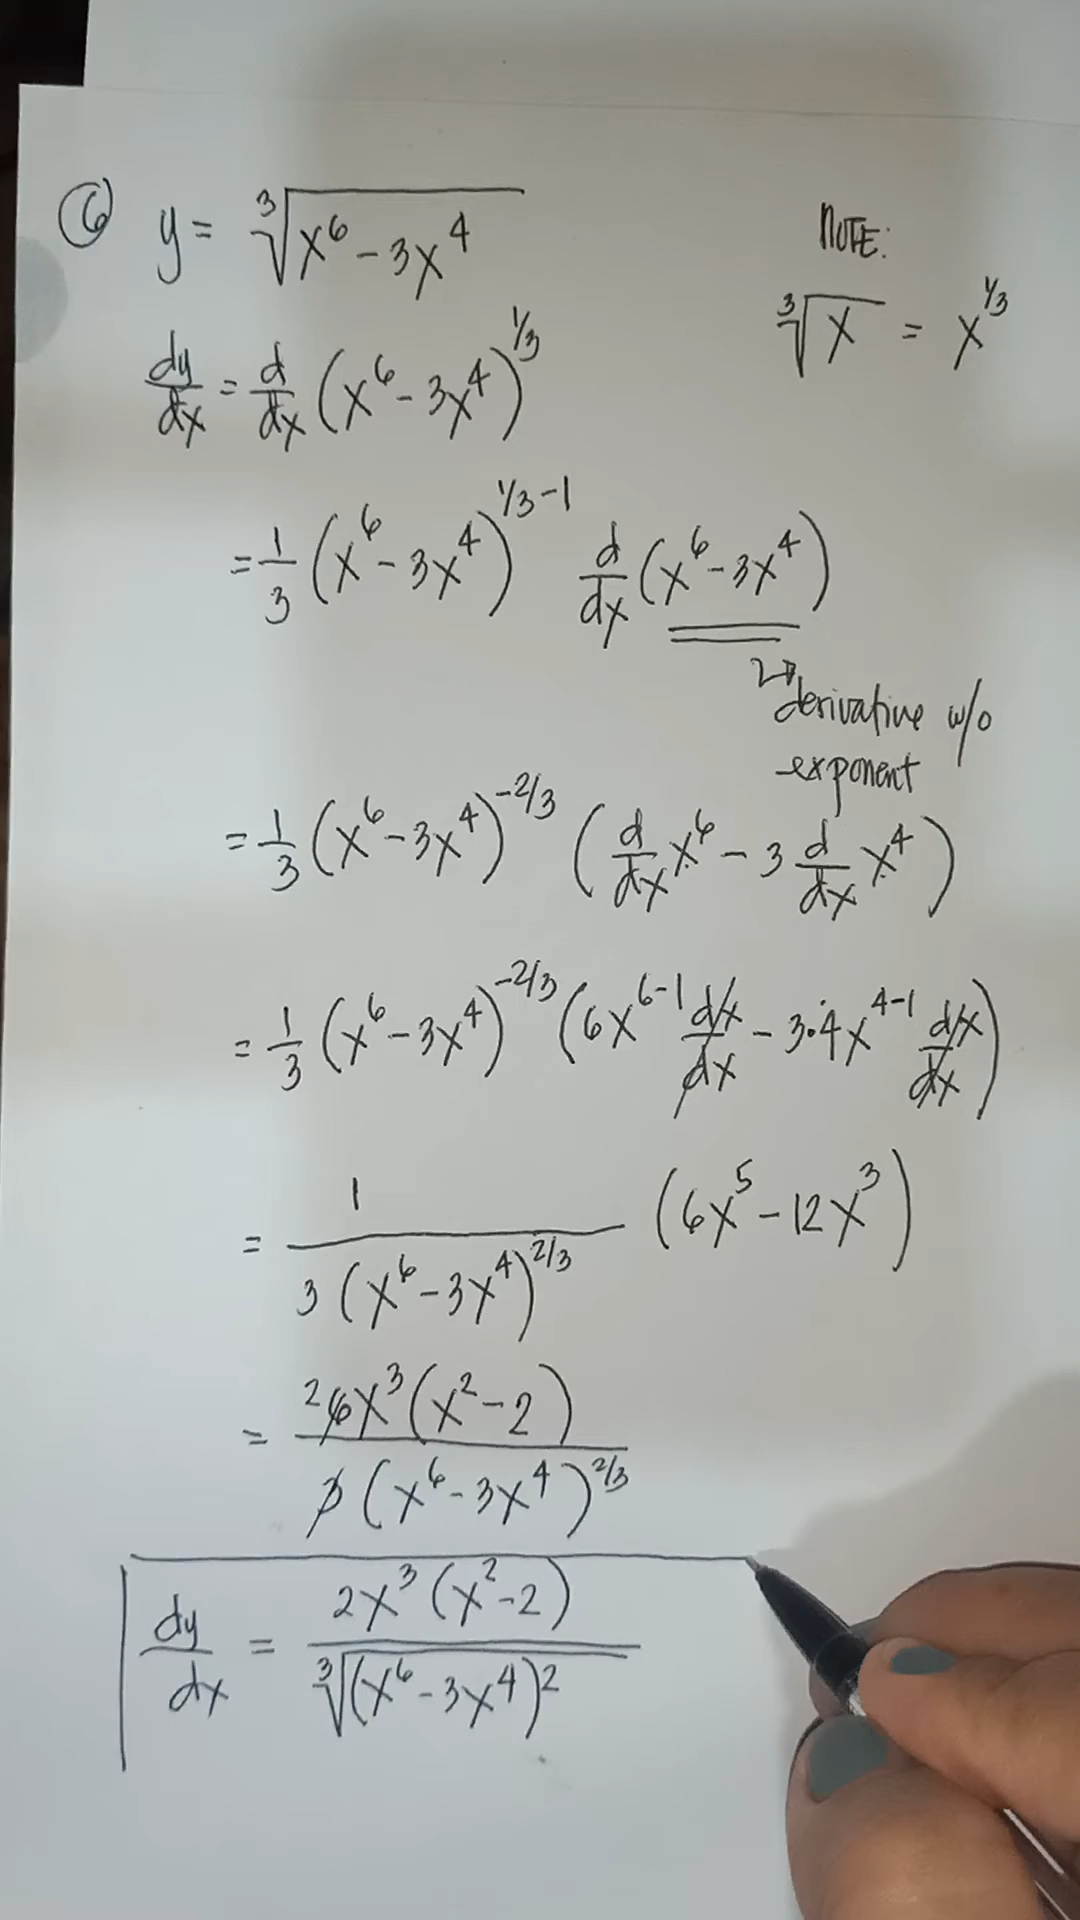 6 y = ∛(x⁶ - 3x⁴)
NOTE:
∛x = x^(1/3)
dy/dx = d/dx (x⁶ - 3x⁴)^(1/3)
= 1/3 (x⁶ - 3x⁴)^(1/3 - 1) d/dx (x⁶ - 3x⁴)
derivative w/o
exponent
= 1/3 (x⁶ - 3x⁴)^(-2/3) (d/dx x⁶ - 3 d/dx x⁴)
= 1/3 (x⁶ - 3x⁴)^(-2/3) (6x^(6-1) dx/dx - 3·4x^(4-1) dx/dx)
= 1 / 3(x⁶ - 3x⁴)^(2/3) (6x⁵ - 12x³)
= 2 6x³(x² - 2) / 3(x⁶ - 3x⁴)^(2/3)
dy/dx = 2x³(x² - 2) / ∛(x⁶ - 3x⁴)²